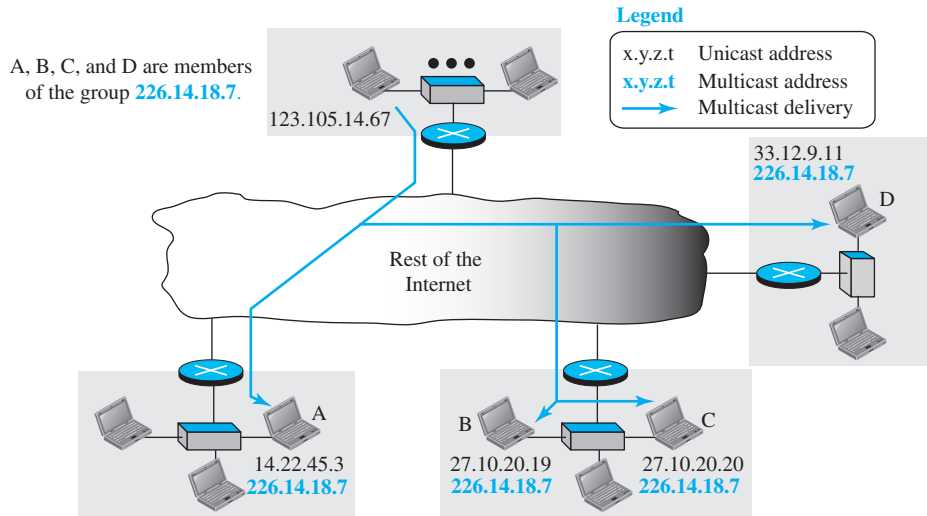 Legend
x.y.z.t Unicast address
x.y.z.t Multicast address
Multicast delivery
A, B, C, and D are members
of the group 226.14.18.7.
123.105.14.67
33.12.9.11
226.14.18.7
D
Rest of the
Internet
A
14.22.45.3
226.14.18.7
B
27.10.20.19
226.14.18.7
C
27.10.20.20
226.14.18.7